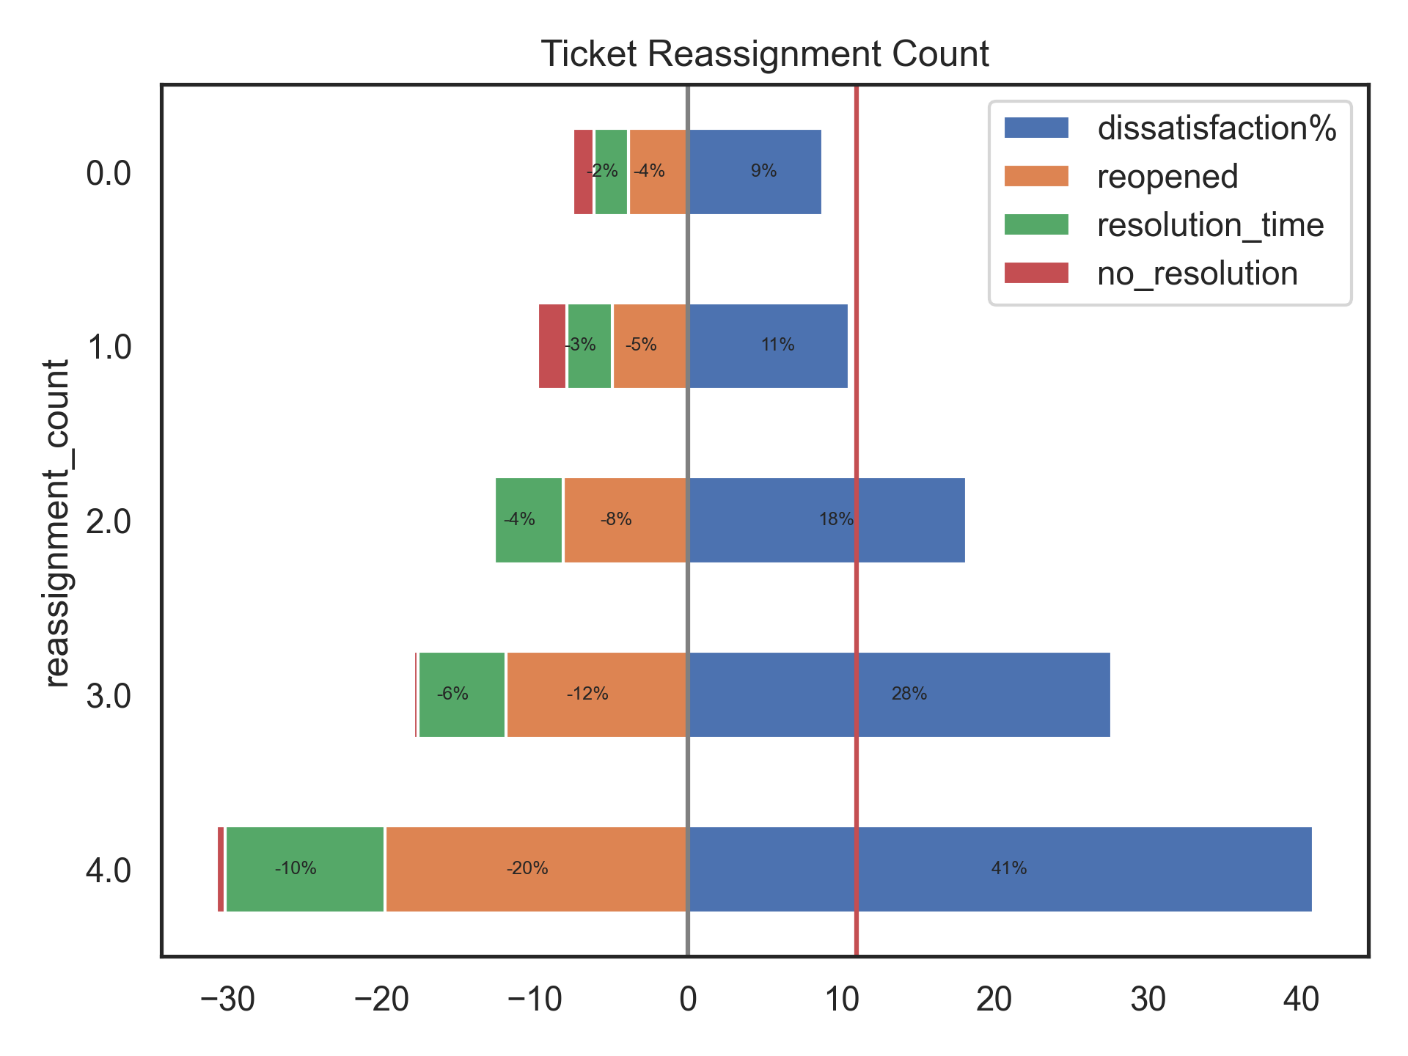 Ticket Reassignment Count
dissatisfaction%
reopened
resolution_time
no_resolution
reassignment_count
0.0
-2% -4% 9%
1.0
-3% -5% 11%
2.0
-4% -8% 18%
3.0
-6% -12% 28%
4.0
-10% -20% 41%
−30 −20 −10 0 10 20 30 40